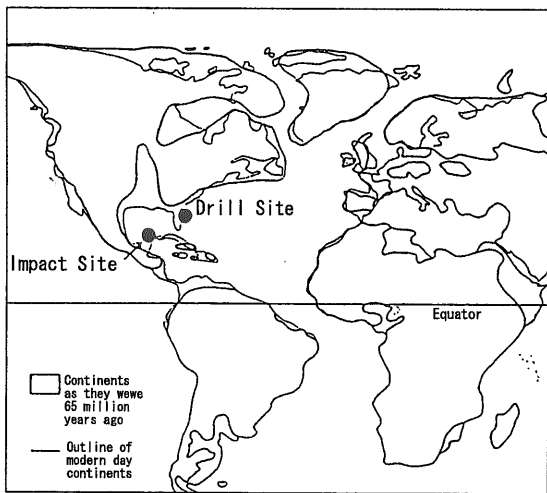 Drill Site
Impact Site
Equator
Continents
as they wewe
65 million
years ago
Outline of
modern day
continents